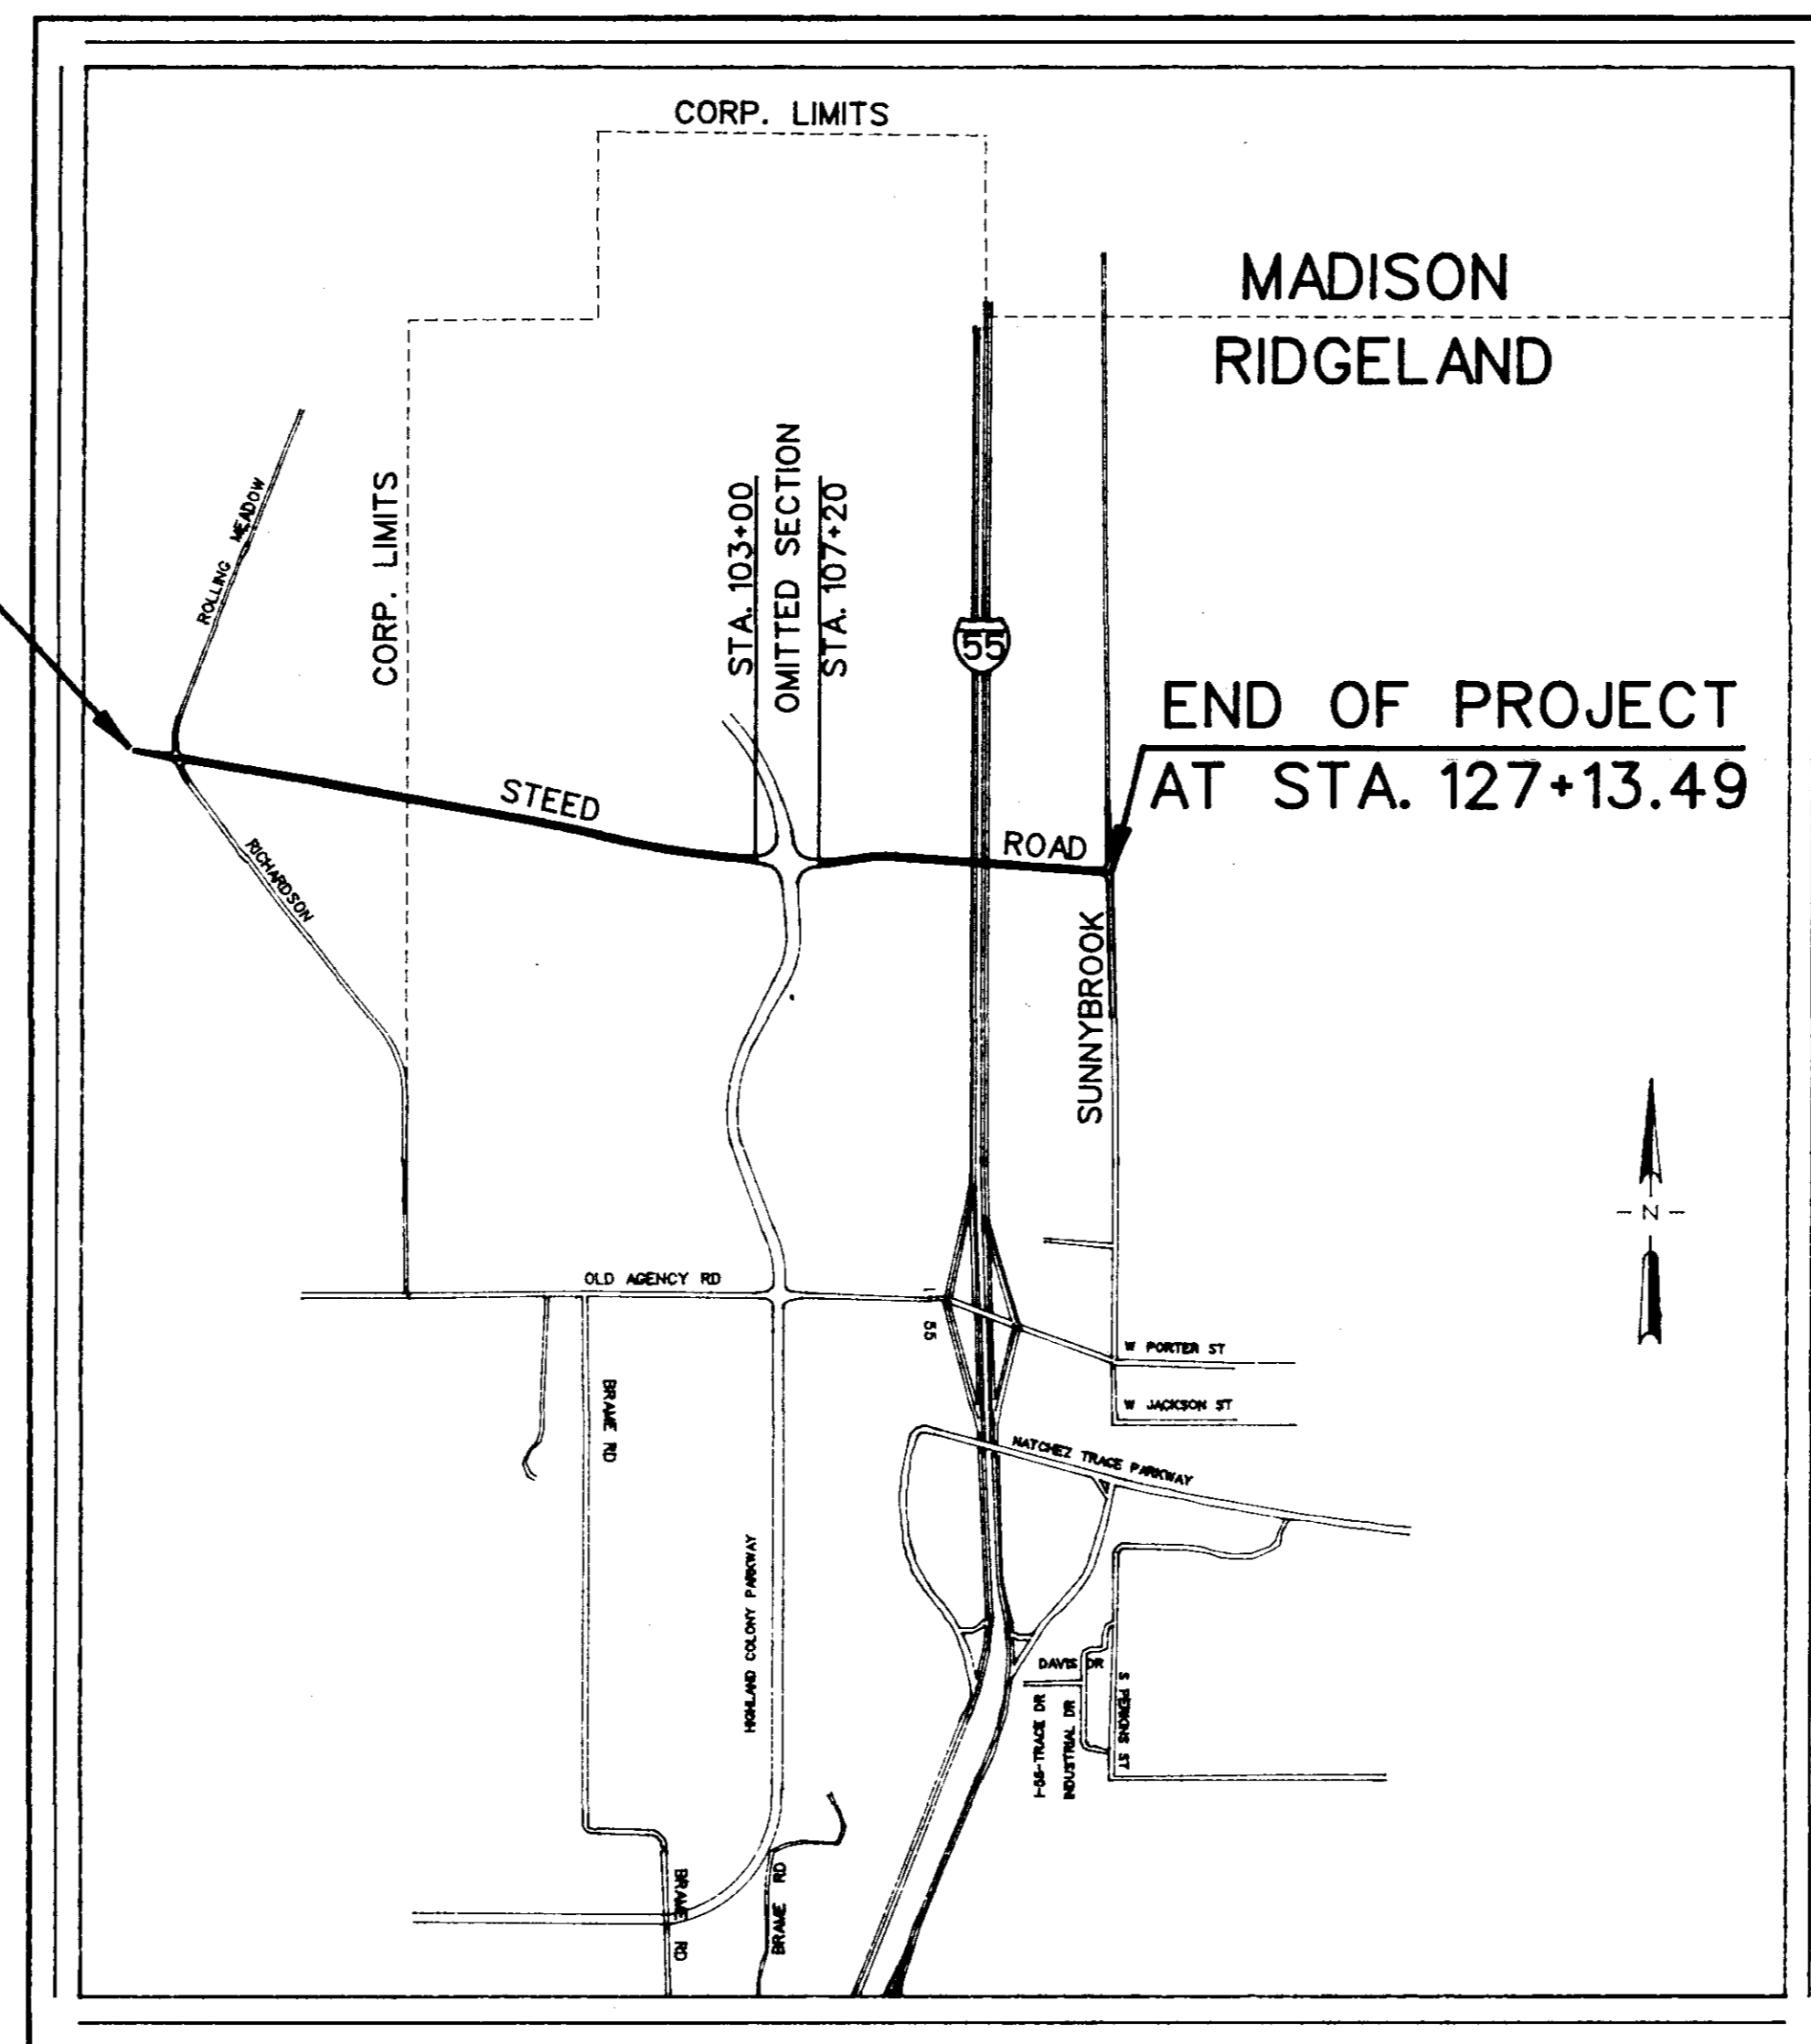 CORP. LIMITS
MADISON
RIDGELAND
ROLLING MEADOW
CORP. LIMITS
STA. 103+00
OMITTED SECTION
STA. 107+20
55
END OF PROJECT
AT STA. 127+13.49
STEED
ROAD
RICHARDSON
SUNNYBROOK
N
OLD AGENCY RD
I 55
W PORTER ST
W JACKSON ST
BRAME RD
NATCHEZ TRACE PARKWAY
HIGHLAND COLONY PARKWAY
DAVIS DR
I-55-TRACE DR
INDUSTRIAL DR
S PERKINS ST
BRAME RD
BRAME RD